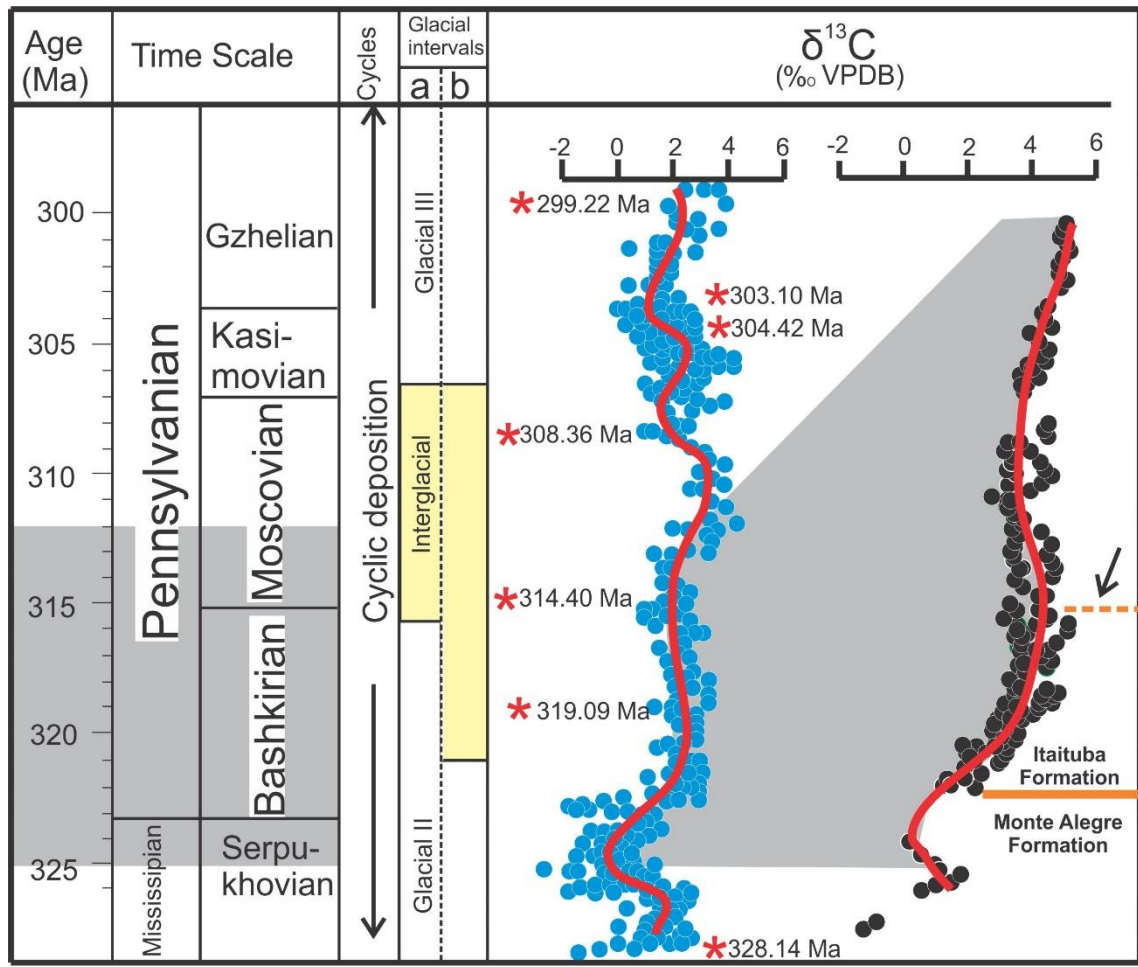 Age
(Ma)
Time Scale
Cycles
Glacial
intervals
a b
δ¹³C
(‰ VPDB)
-2 0 2 4 6
-2 0 2 4 6
300
305
310
315
320
325
Pennsylvanian
Missisipian
Gzhelian
Kasi-
movian
Moscovian
Bashkirian
Serpu-
khovian
Cyclic deposition
Glacial III
Interglacial
Glacial II
*299.22 Ma
*303.10 Ma
*304.42 Ma
*308.36 Ma
*314.40 Ma
*319.09 Ma
*328.14 Ma
Itaituba
Formation
Monte Alegre
Formation